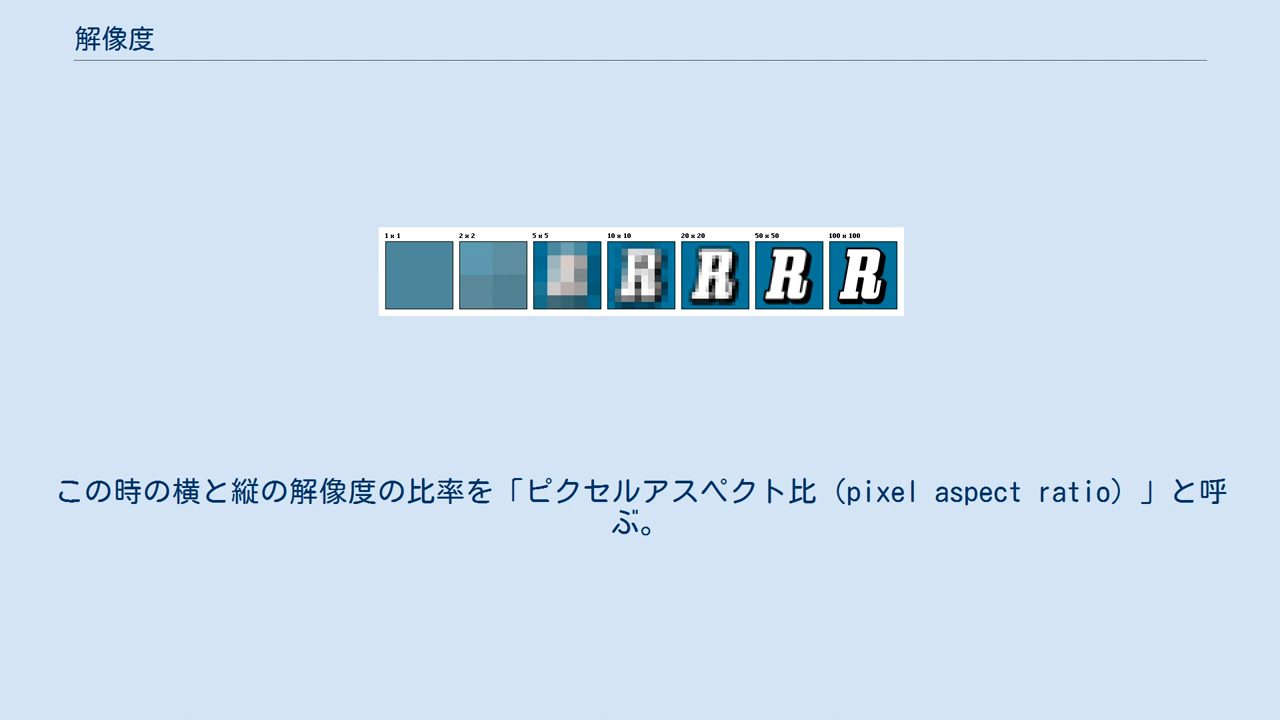 解像度
1 x 1 2 x 2 5 x 5 10 x 10 20 x 20 50 x 50 100 x 100
R R R R
この時の横と縦の解像度の比率を「ピクセルアスペクト比（pixel aspect ratio）」と呼
ぶ。